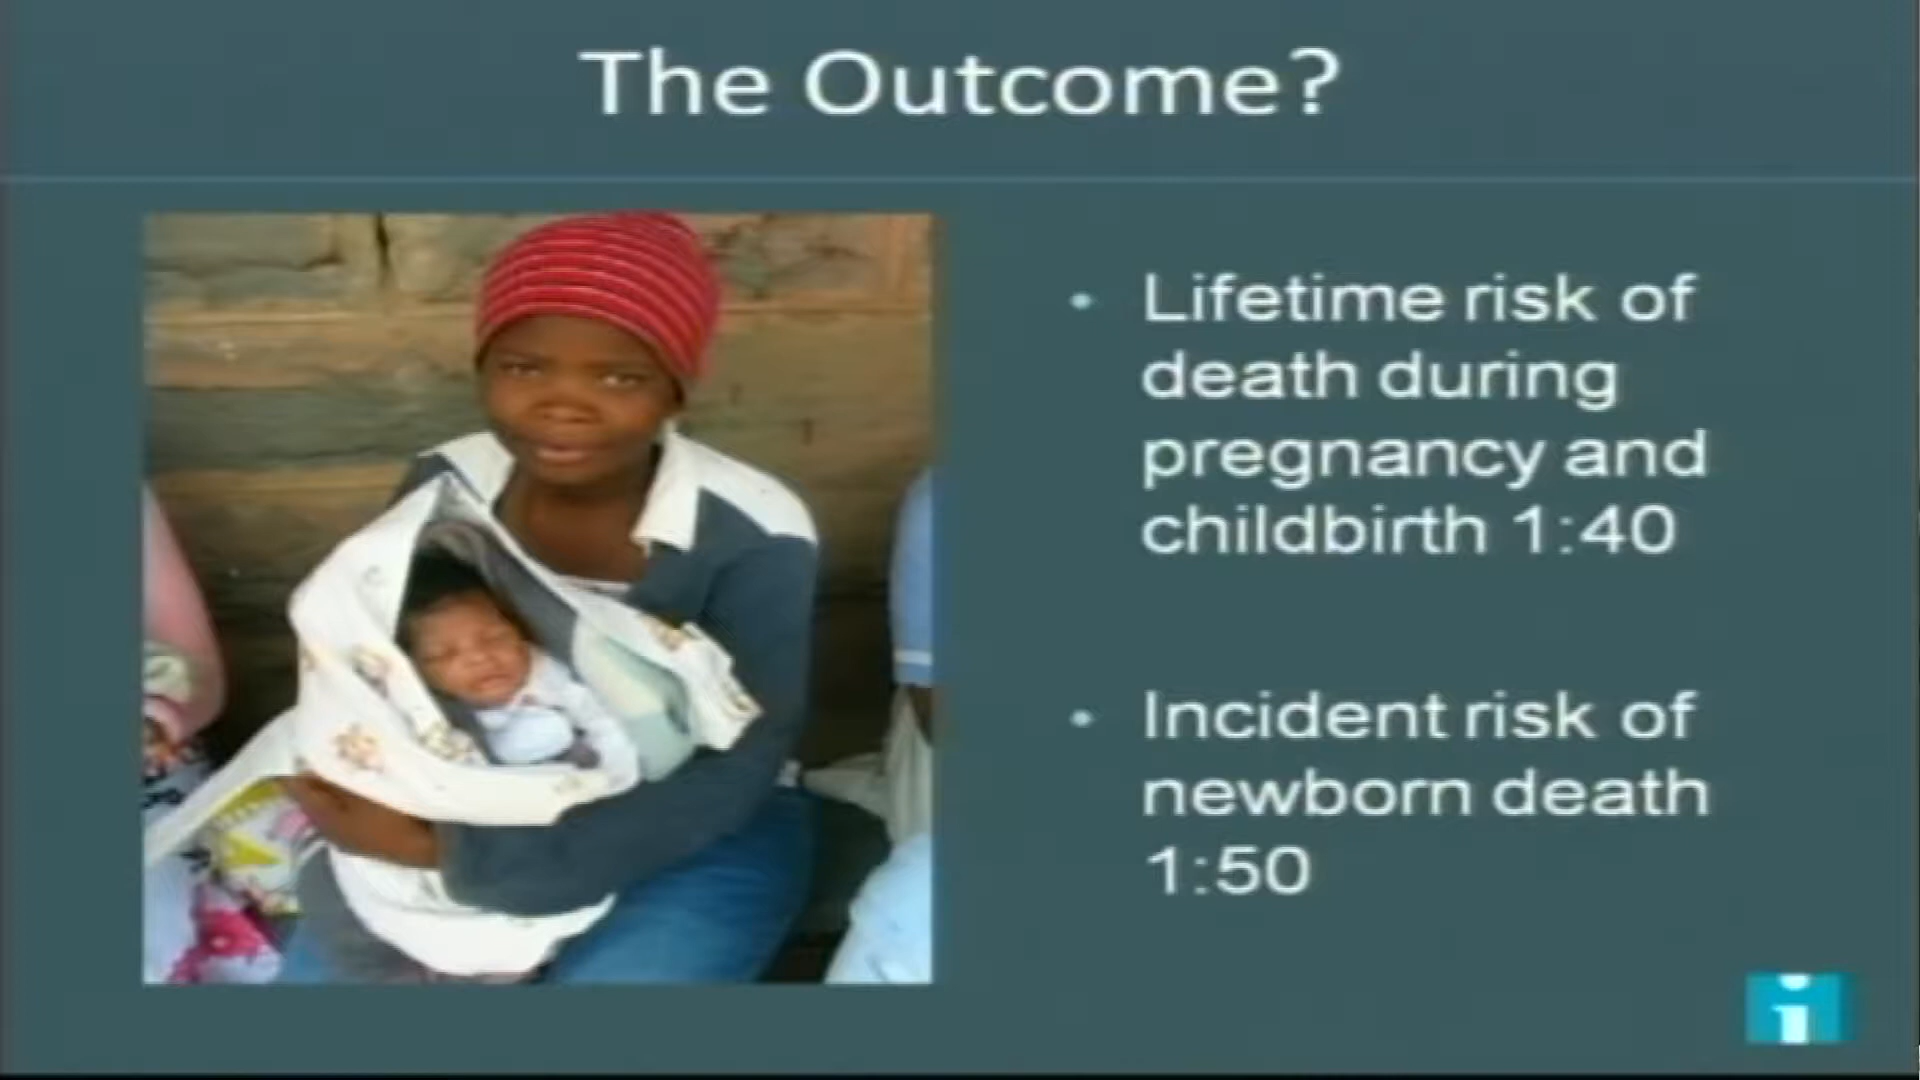 The Outcome?
• Lifetime risk of
death during
pregnancy and
childbirth 1:40
• Incident risk of
newborn death
1:50
i